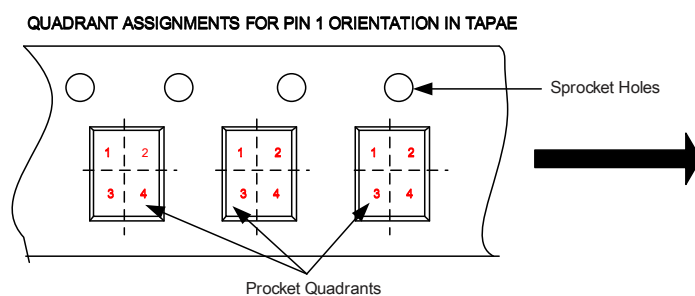 QUADRANT ASSIGNMENTS FOR PIN 1 ORIENTATION IN TAPAE
Sprocket Holes
1 2 1 2 1 2
3 4 3 4 3 4
Procket Quadrants